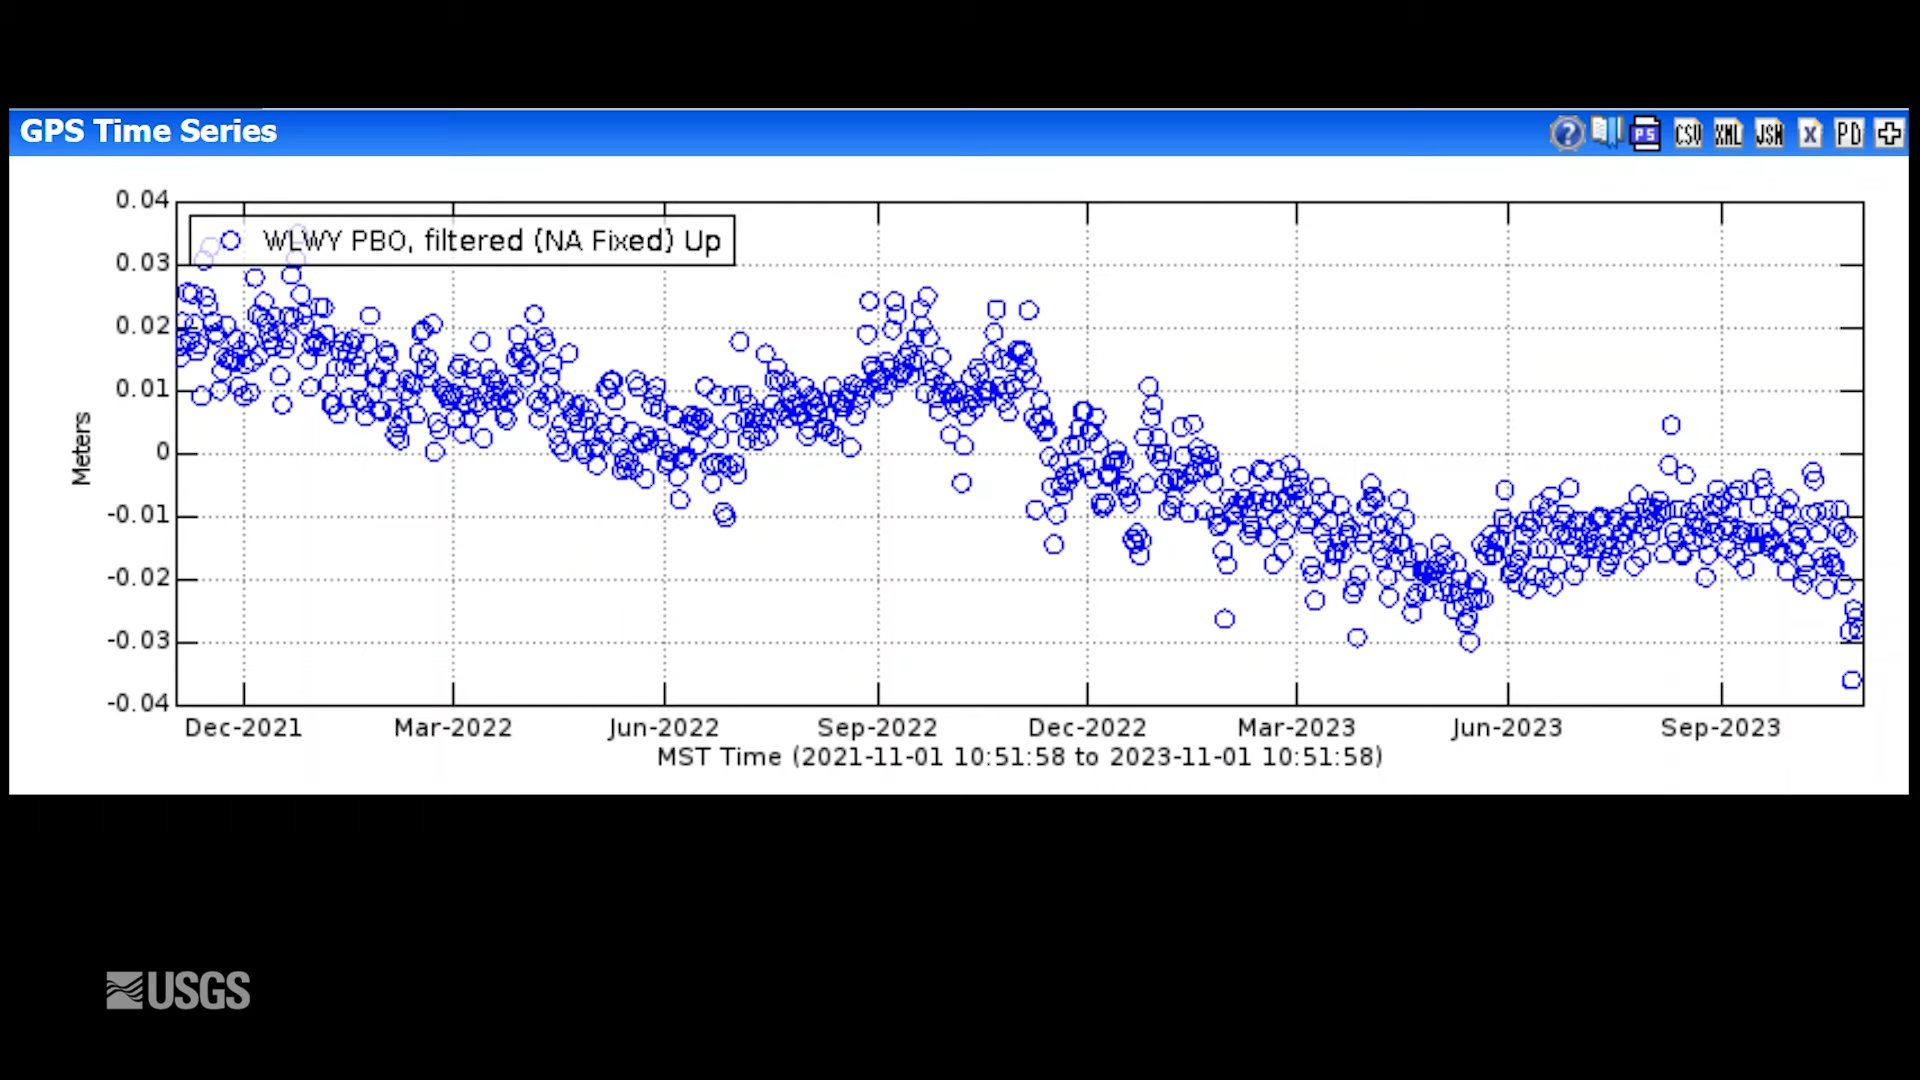 GPS Time Series
PS CSV XML JSN X PD
0.04
WLWY PBO, filtered (NA Fixed) Up
0.03
0.02
0.01
0
-0.01
-0.02
-0.03
-0.04
Meters
Dec-2021 Mar-2022 Jun-2022 Sep-2022 Dec-2022 Mar-2023 Jun-2023 Sep-2023
MST Time (2021-11-01 10:51:58 to 2023-11-01 10:51:58)
USGS